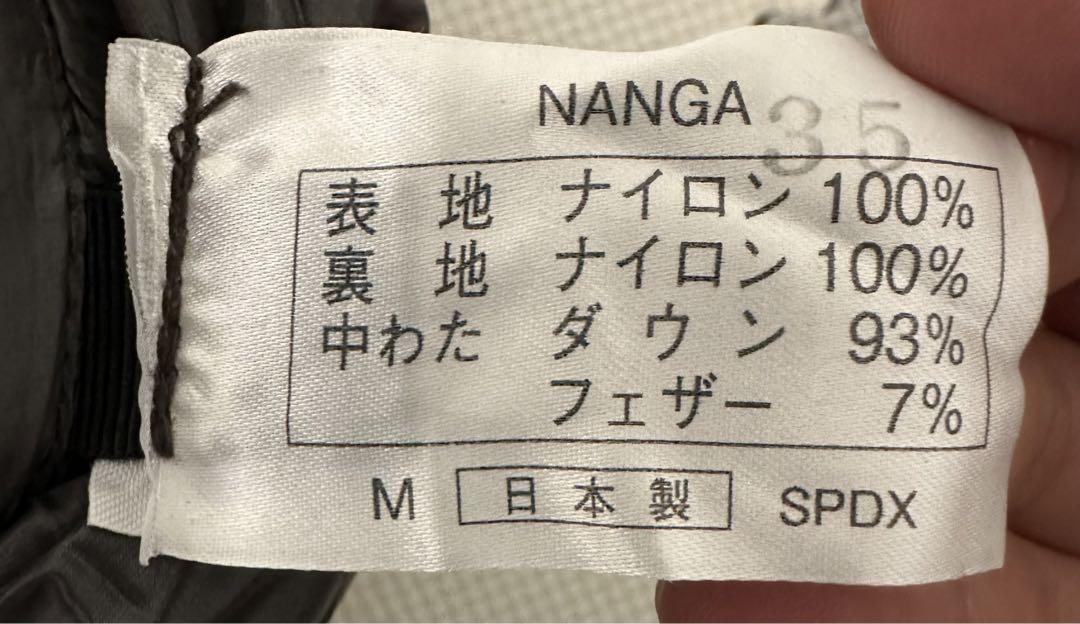 NANGA 35
表地 ナイロン 100%
裏地 ナイロン 100%
中わた ダウン 93%
フェザー 7%
M 日本製 SPDX